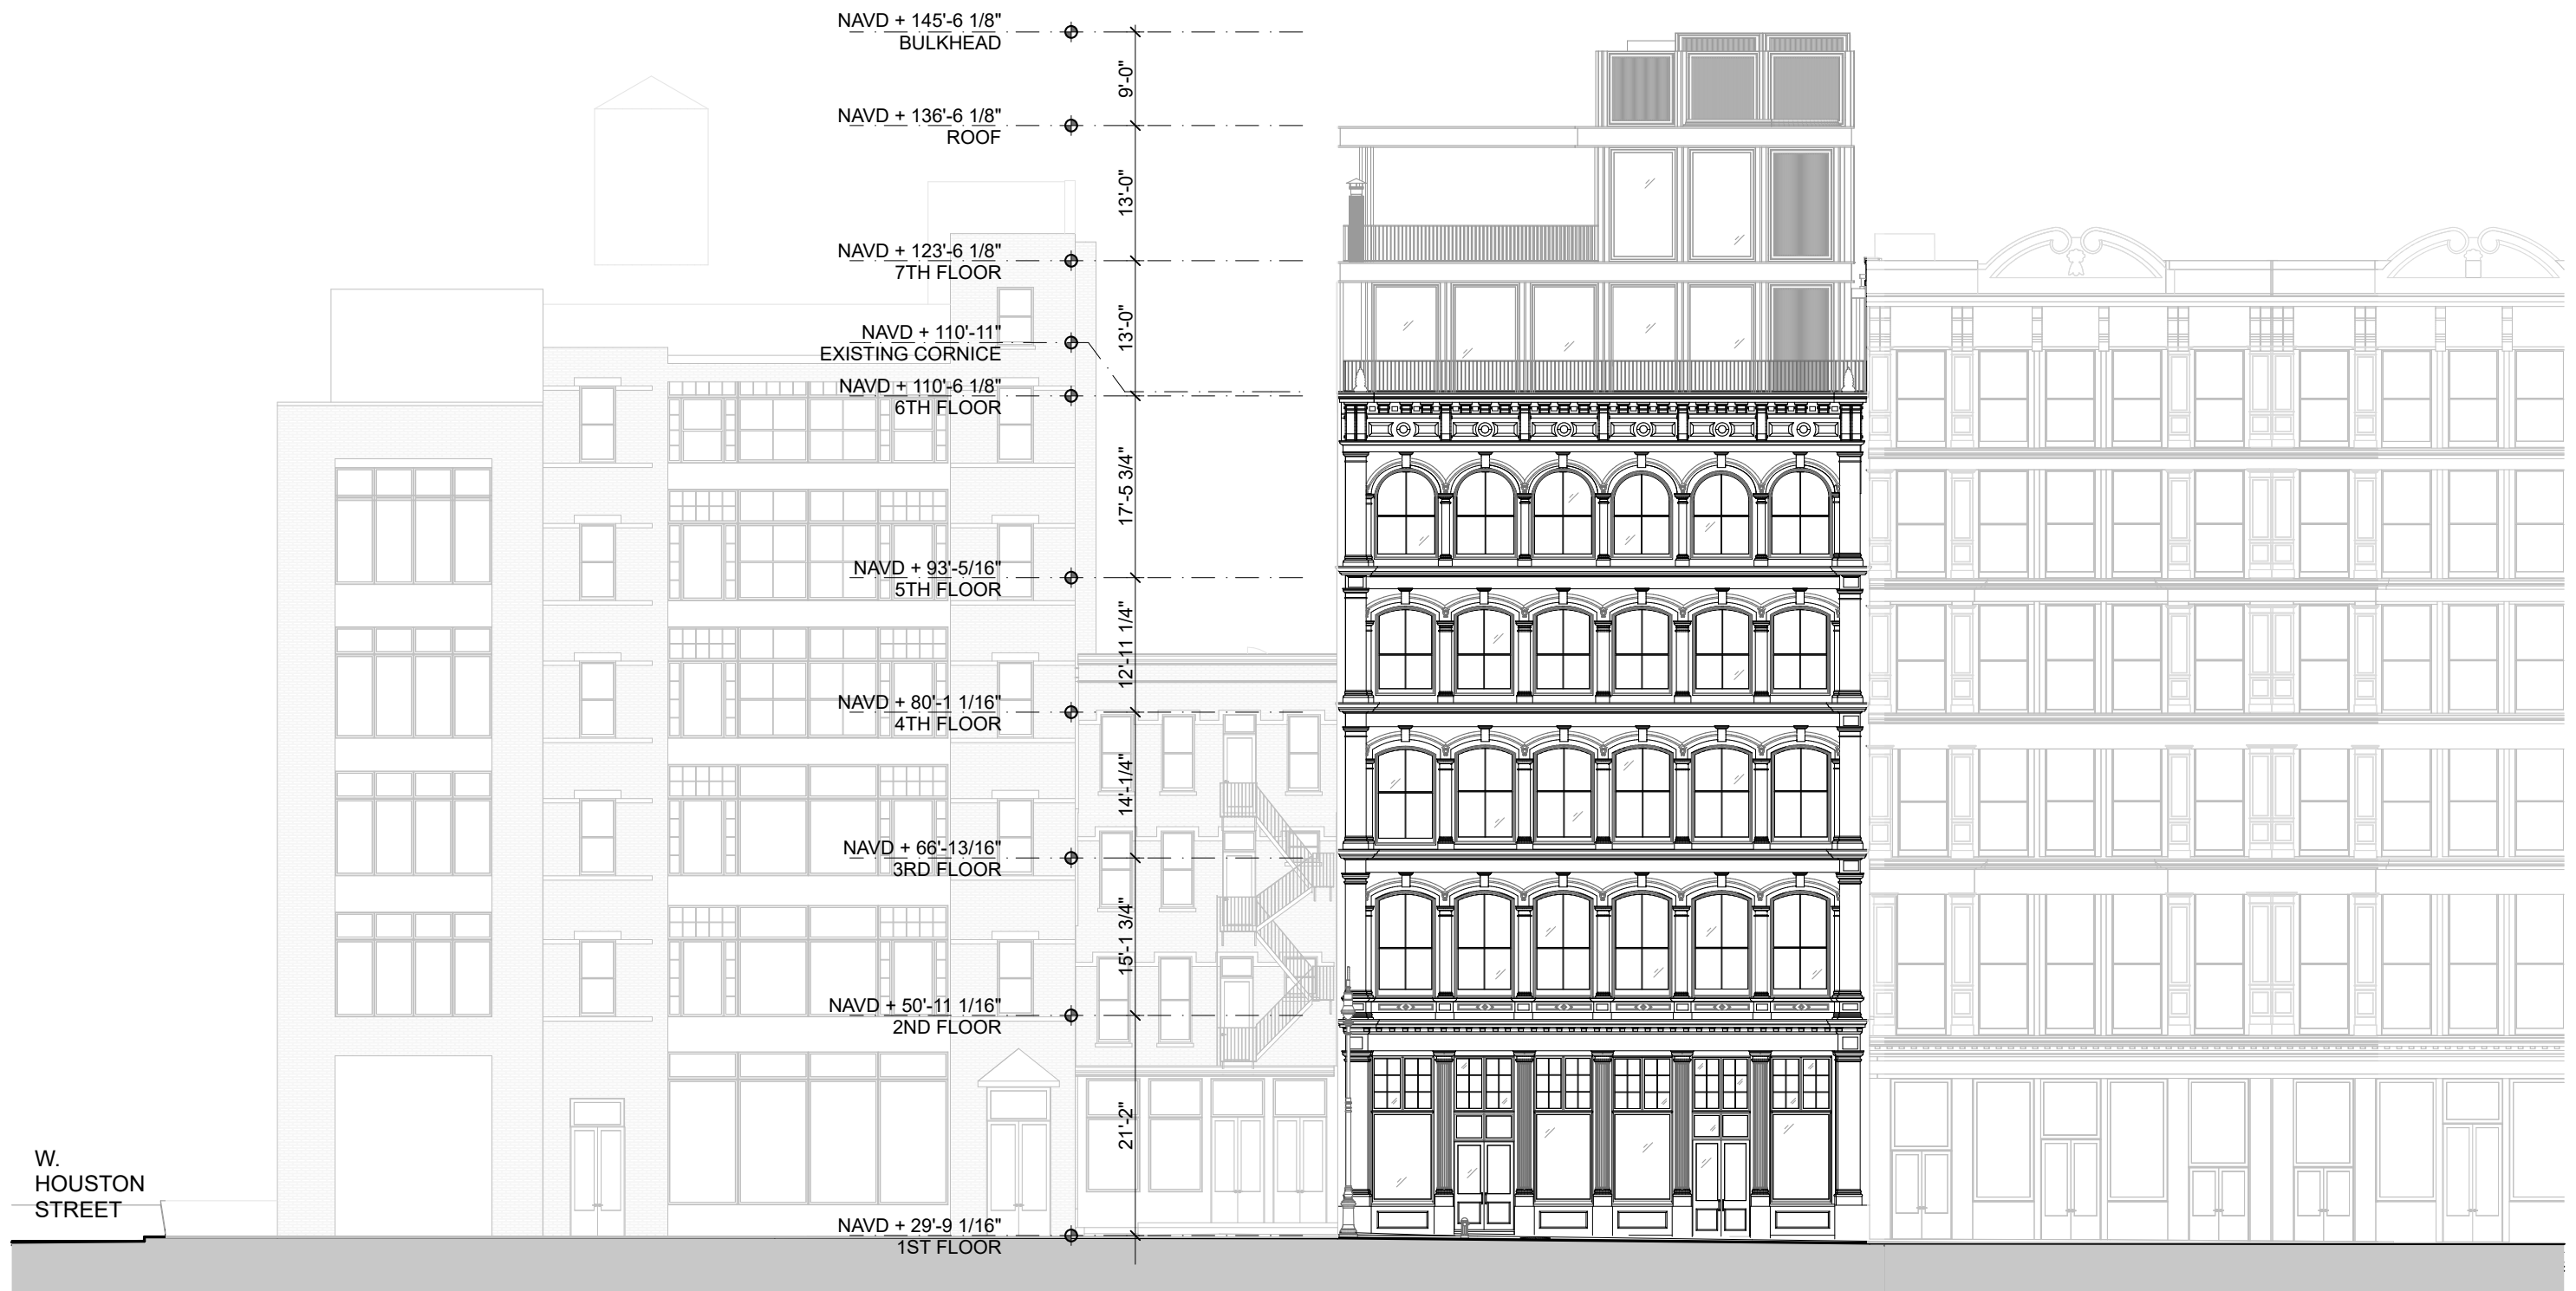 NAVD + 145'-6 1/8"
BULKHEAD
9'-0"
NAVD + 136'-6 1/8"
ROOF
13'-0"
NAVD + 123'-6 1/8"
7TH FLOOR
13'-0"
NAVD + 110'-11"
EXISTING CORNICE
NAVD + 110'-6 1/8"
6TH FLOOR
17'-5 3/4"
NAVD + 93'-5/16"
5TH FLOOR
12'-11 1/4"
NAVD + 80'-1 1/16"
4TH FLOOR
14'-1/4"
NAVD + 66'-13/16"
3RD FLOOR
15'-1 3/4"
NAVD + 50'-11 1/16"
2ND FLOOR
21'-2"
W.
HOUSTON
STREET
NAVD + 29'-9 1/16"
1ST FLOOR